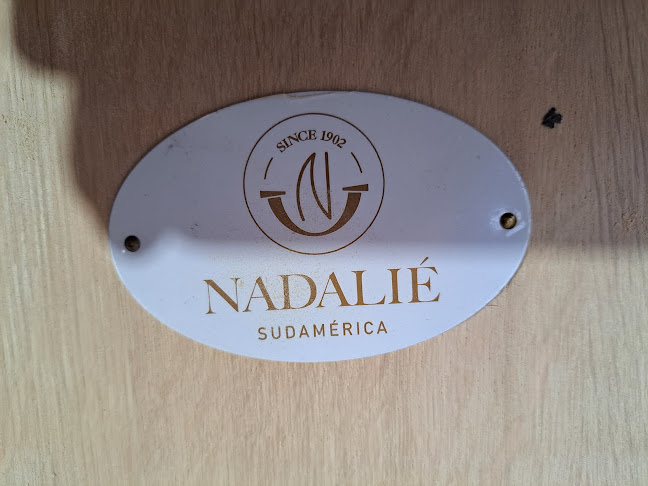 SINCE 1902
N
NADALIÉ
SUDAMÉRICA